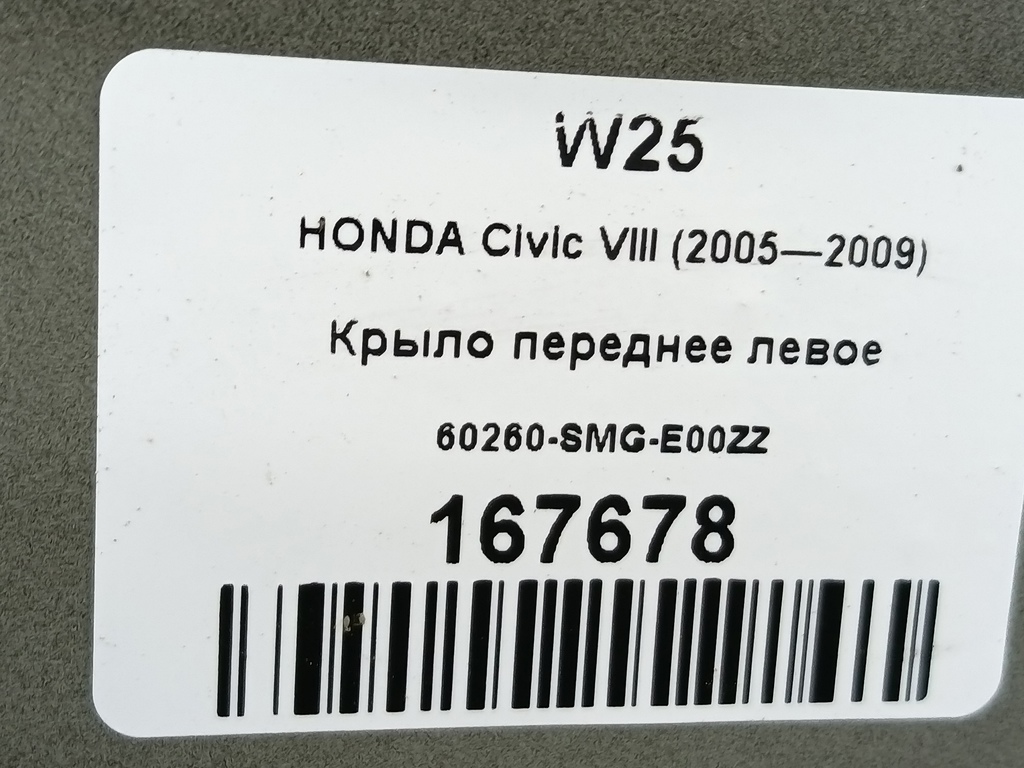 W25
HONDA Civic VIII (2005—2009)
Крыло переднее левое
60260-SMG-E00ZZ
167678